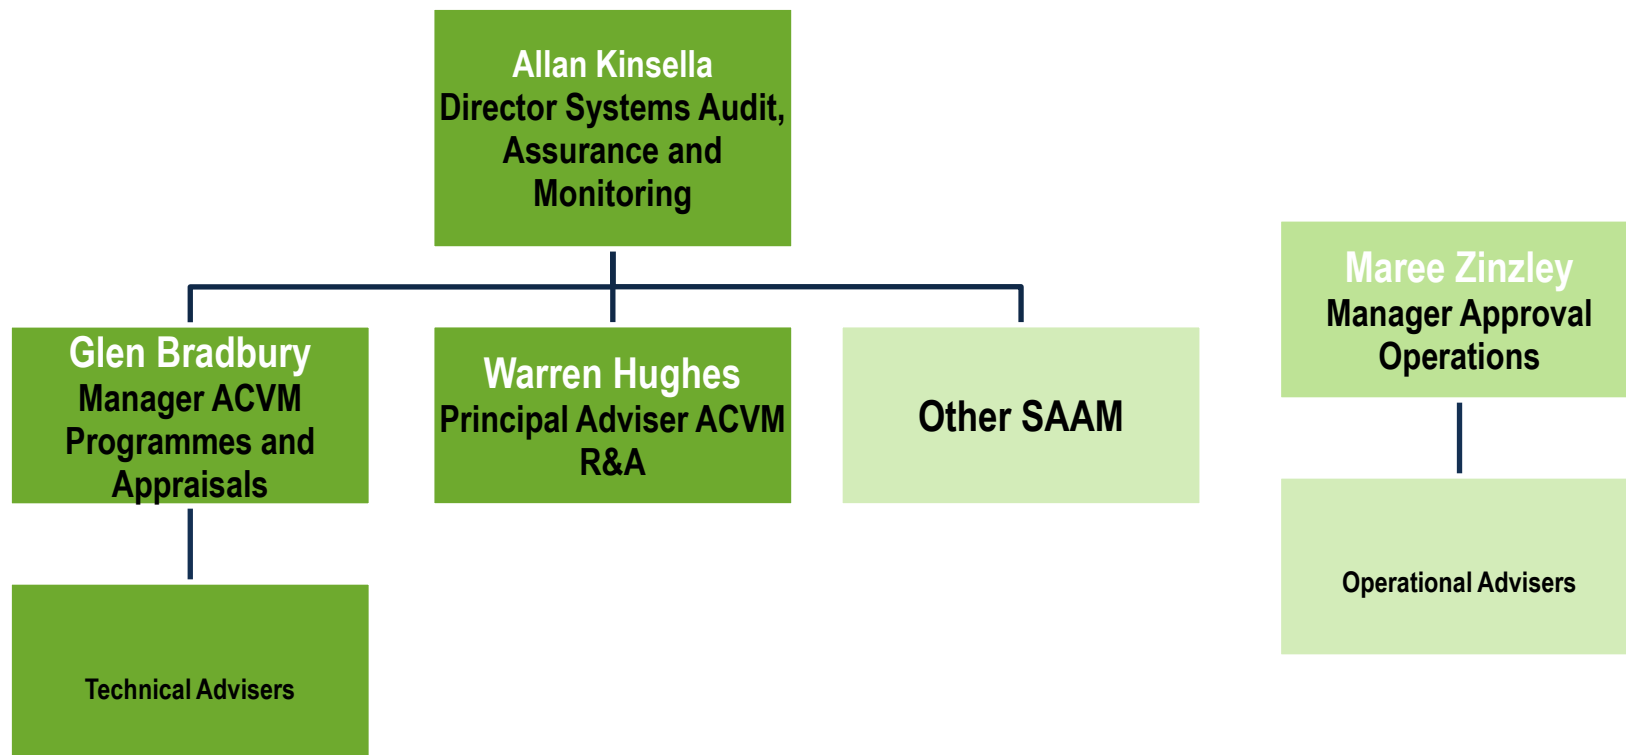 Allan Kinsella
Director Systems Audit,
Assurance and
Monitoring
Glen Bradbury
Manager ACVM
Programmes and
Appraisals
Warren Hughes
Principal Adviser ACVM
R&A
Other SAAM
Maree Zinzley
Manager Approval
Operations
Technical Advisers
Operational Advisers